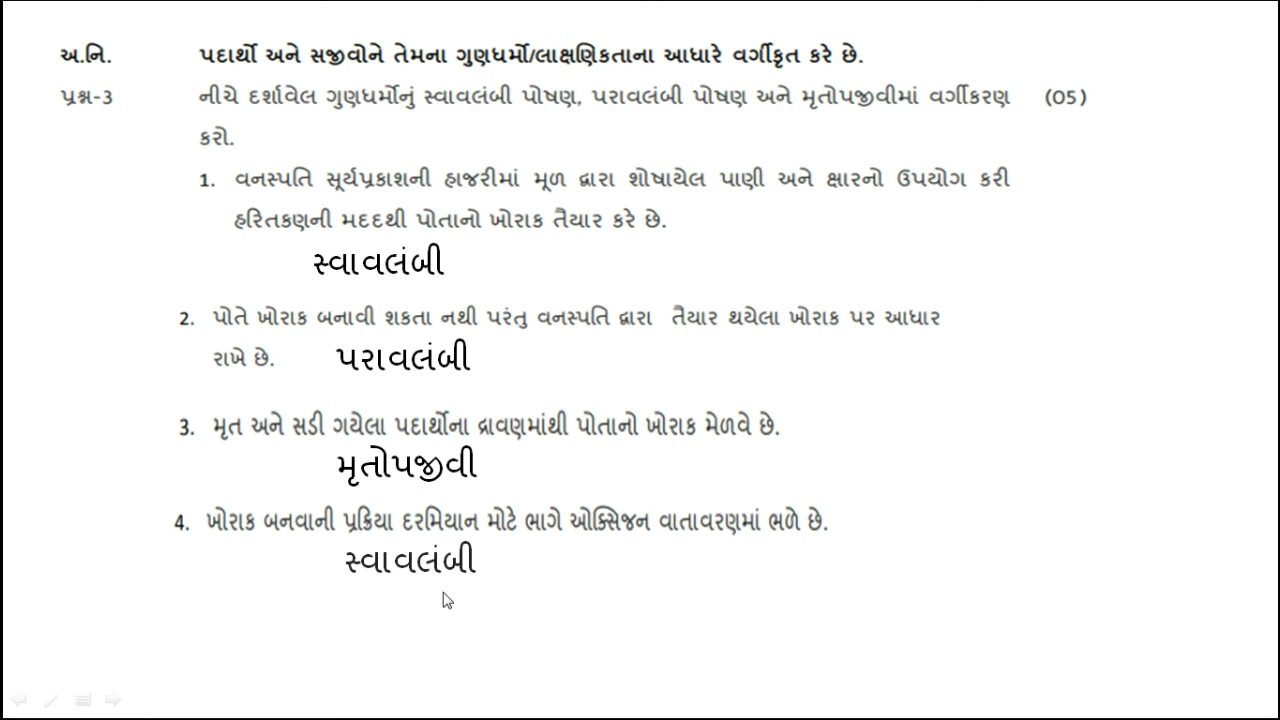 અ.નિ. પદાર્થો અને સજીવોને તેમના ગુણધર્મો/લાક્ષણિકતાના આધારે વર્ગીકૃત કરે છે.
પ્રશ્ન-3 નીચે દર્શાવેલ ગુણધર્મોનું સ્વાવલંબી પોષણ, પરાવલંબી પોષણ અને મૃતોપજીવીમાં વર્ગીકરણ (05)
કરો.
1. વનસ્પતિ સૂર્યપ્રકાશની હાજરીમાં મૂળ દ્વારા શોષાયેલ પાણી અને ક્ષારનો ઉપયોગ કરી
હરિતકણની મદદથી પોતાનો ખોરાક તૈયાર કરે છે.
સ્વાવલંબી
2. પોતે ખોરાક બનાવી શકતા નથી પરંતુ વનસ્પતિ દ્વારા તૈયાર થયેલા ખોરાક પર આધાર
રાખે છે. પરાવલંબી
3. મૃત અને સડી ગયેલા પદાર્થોના દ્રાવણમાંથી પોતાનો ખોરાક મેળવે છે.
મૃતોપજીવી
4. ખોરાક બનવાની પ્રક્રિયા દરમિયાન મોટે ભાગે ઓક્સિજન વાતાવરણમાં ભળે છે.
સ્વાવલંબી